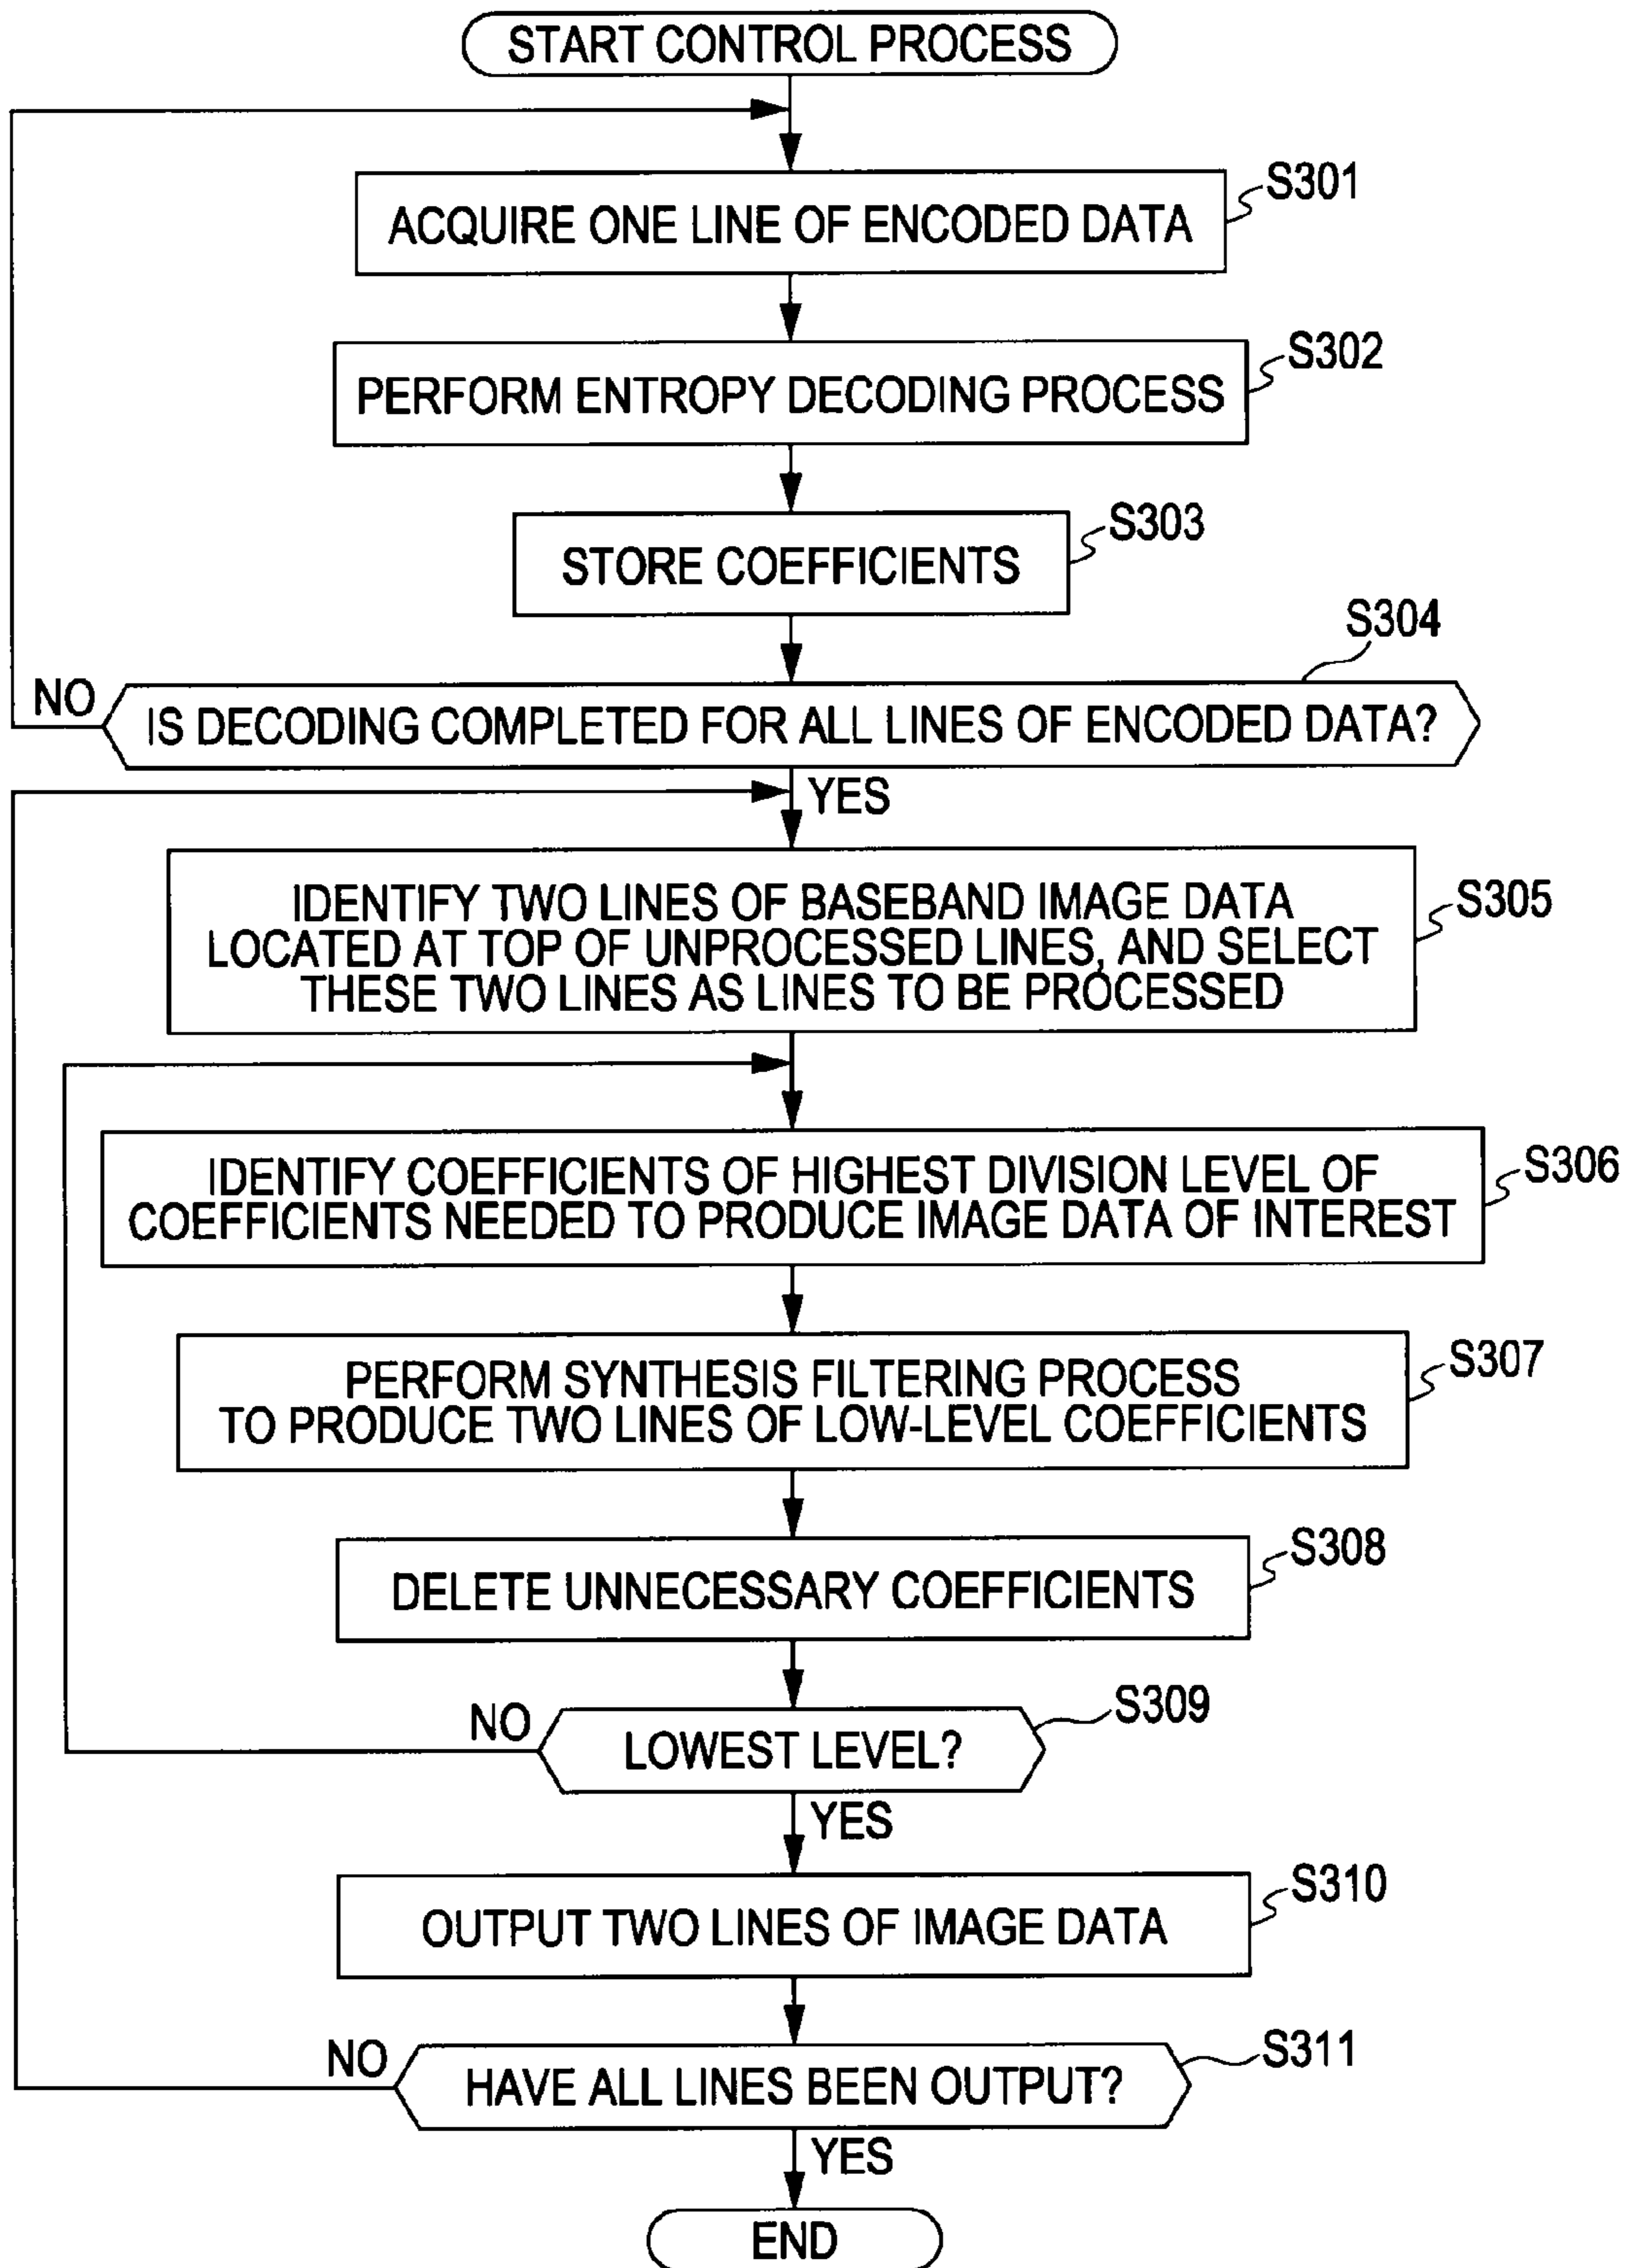 START CONTROL PROCESS
S301
ACQUIRE ONE LINE OF ENCODED DATA
S302
PERFORM ENTROPY DECODING PROCESS
S303
STORE COEFFICIENTS
S304
NO
IS DECODING COMPLETED FOR ALL LINES OF ENCODED DATA?
YES
S305
IDENTIFY TWO LINES OF BASEBAND IMAGE DATA
LOCATED AT TOP OF UNPROCESSED LINES, AND SELECT
THESE TWO LINES AS LINES TO BE PROCESSED
S306
IDENTIFY COEFFICIENTS OF HIGHEST DIVISION LEVEL OF
COEFFICIENTS NEEDED TO PRODUCE IMAGE DATA OF INTEREST
S307
PERFORM SYNTHESIS FILTERING PROCESS
TO PRODUCE TWO LINES OF LOW-LEVEL COEFFICIENTS
S308
DELETE UNNECESSARY COEFFICIENTS
S309
NO
LOWEST LEVEL?
YES
S310
OUTPUT TWO LINES OF IMAGE DATA
S311
NO
HAVE ALL LINES BEEN OUTPUT?
YES
END